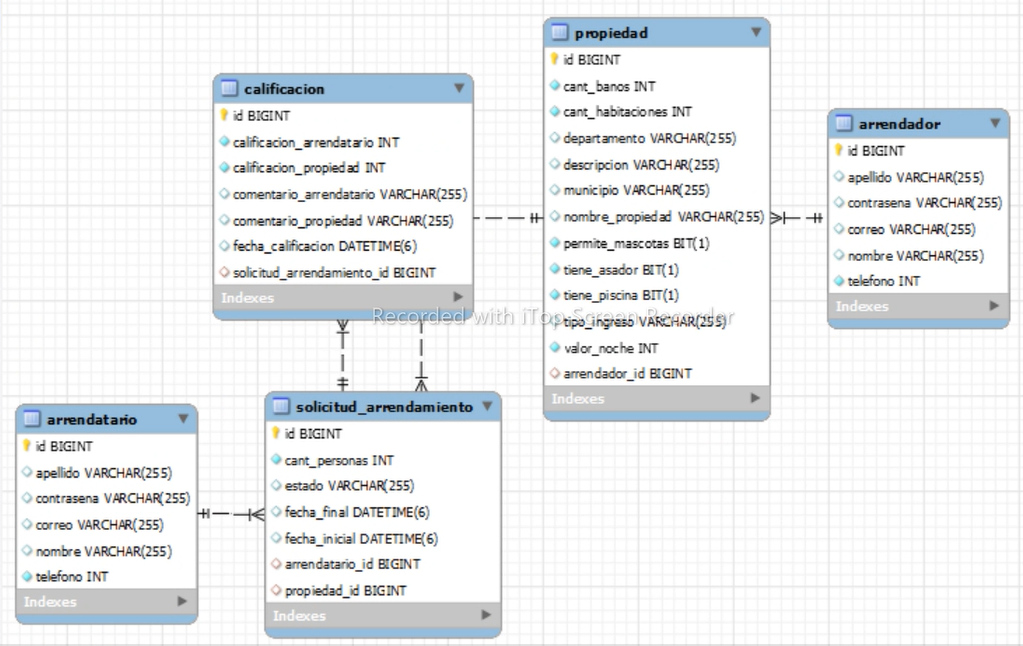 propiedad
id BIGINT
cant_banos INT
cant_habitaciones INT
departamento VARCHAR(255)
descripcion VARCHAR(255)
municipio VARCHAR(255)
nombre_propiedad VARCHAR(255)
permite_mascotas BIT(1)
tiene_asador BIT(1)
tiene_piscina BIT(1)
tipo_ingreso VARCHAR(255)
valor_noche INT
arrendador_id BIGINT
Indexes
calificacion
id BIGINT
calificacion_arrendatario INT
calificacion_propiedad INT
comentario_arrendatario VARCHAR(255)
comentario_propiedad VARCHAR(255)
fecha_calificacion DATETIME(6)
solicitud_arrendamiento_id BIGINT
Indexes
arrendador
id BIGINT
apellido VARCHAR(255)
contrasena VARCHAR(255)
correo VARCHAR(255)
nombre VARCHAR(255)
telefono INT
Indexes
Recorded with iTop Screen Recorder
arrendatario
id BIGINT
apellido VARCHAR(255)
contrasena VARCHAR(255)
correo VARCHAR(255)
nombre VARCHAR(255)
telefono INT
Indexes
solicitud_arrendamiento
id BIGINT
cant_personas INT
estado VARCHAR(255)
fecha_final DATETIME(6)
fecha_inicial DATETIME(6)
arrendatario_id BIGINT
propiedad_id BIGINT
Indexes